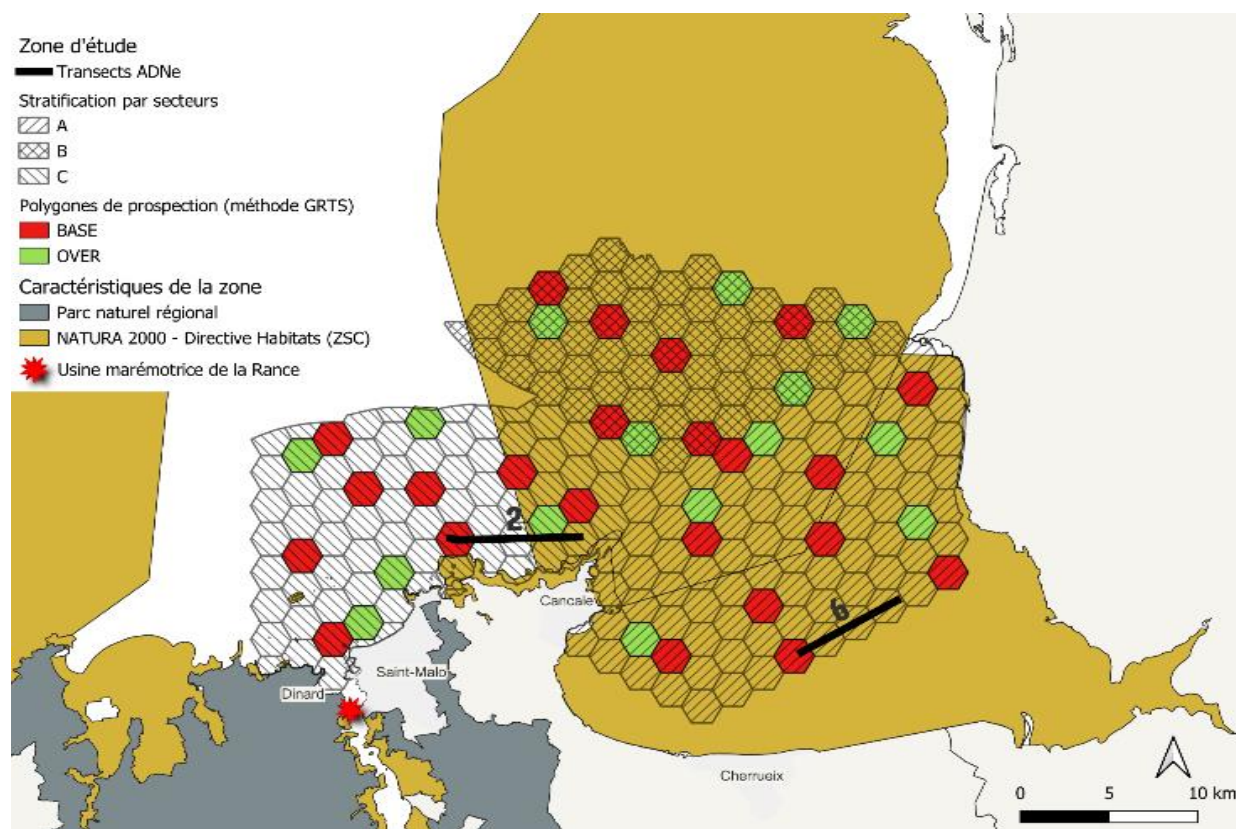 Zone d'étude
Transects ADNe
Stratification par secteurs
A
B
C
Polygones de prospection (méthode GRTS)
BASE
OVER
Caractéristiques de la zone
Parc naturel régional
NATURA 2000 - Directive Habitats (ZSC)
Usine marémotrice de la Rance
2
Cancale
6
Saint-Malo
Dinard
Cherrueix
0 5 10 km